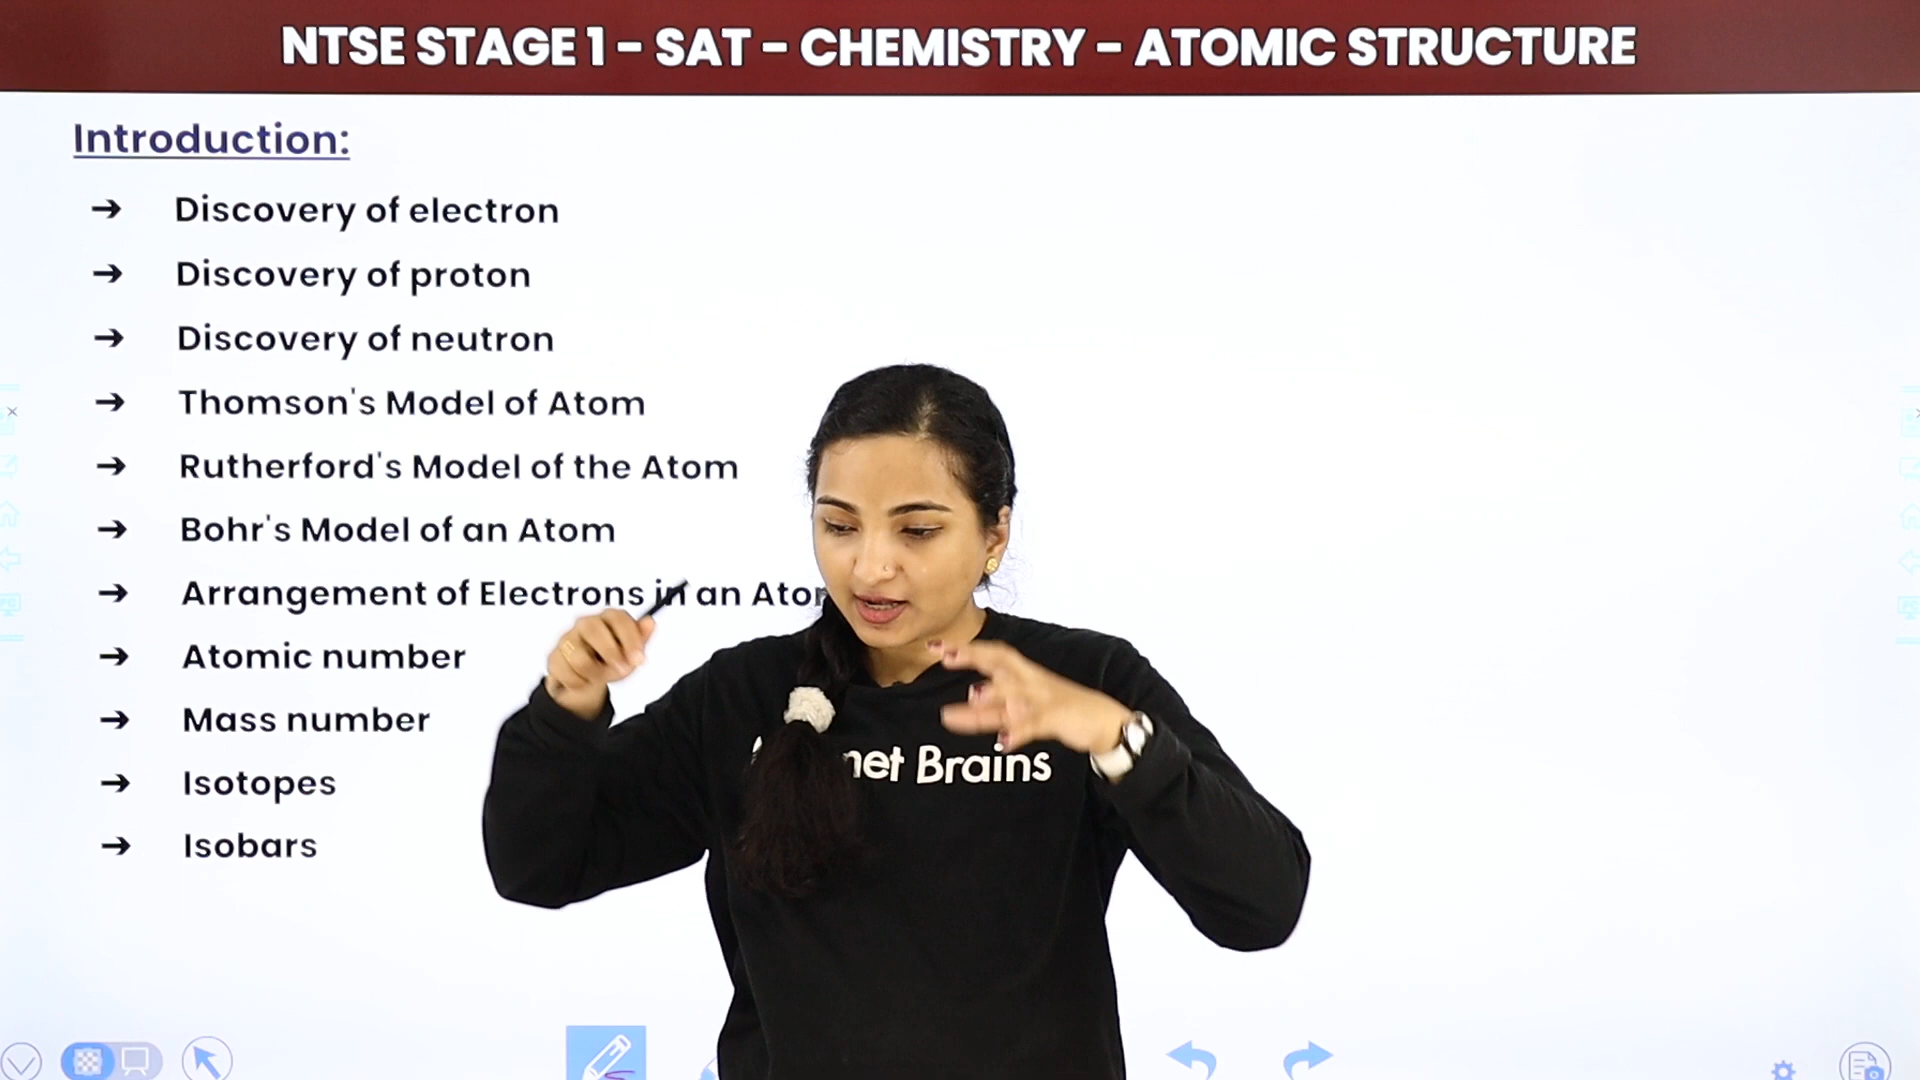 NTSE STAGE 1 – SAT – CHEMISTRY – ATOMIC STRUCTURE
Introduction:
➔ Discovery of electron
➔ Discovery of proton
➔ Discovery of neutron
➔ Thomson's Model of Atom
➔ Rutherford's Model of the Atom
➔ Bohr's Model of an Atom
➔ Arrangement of Electrons in an
➔ Atomic number
➔ Mass number
➔ Isotopes
➔ Isobars
Brains